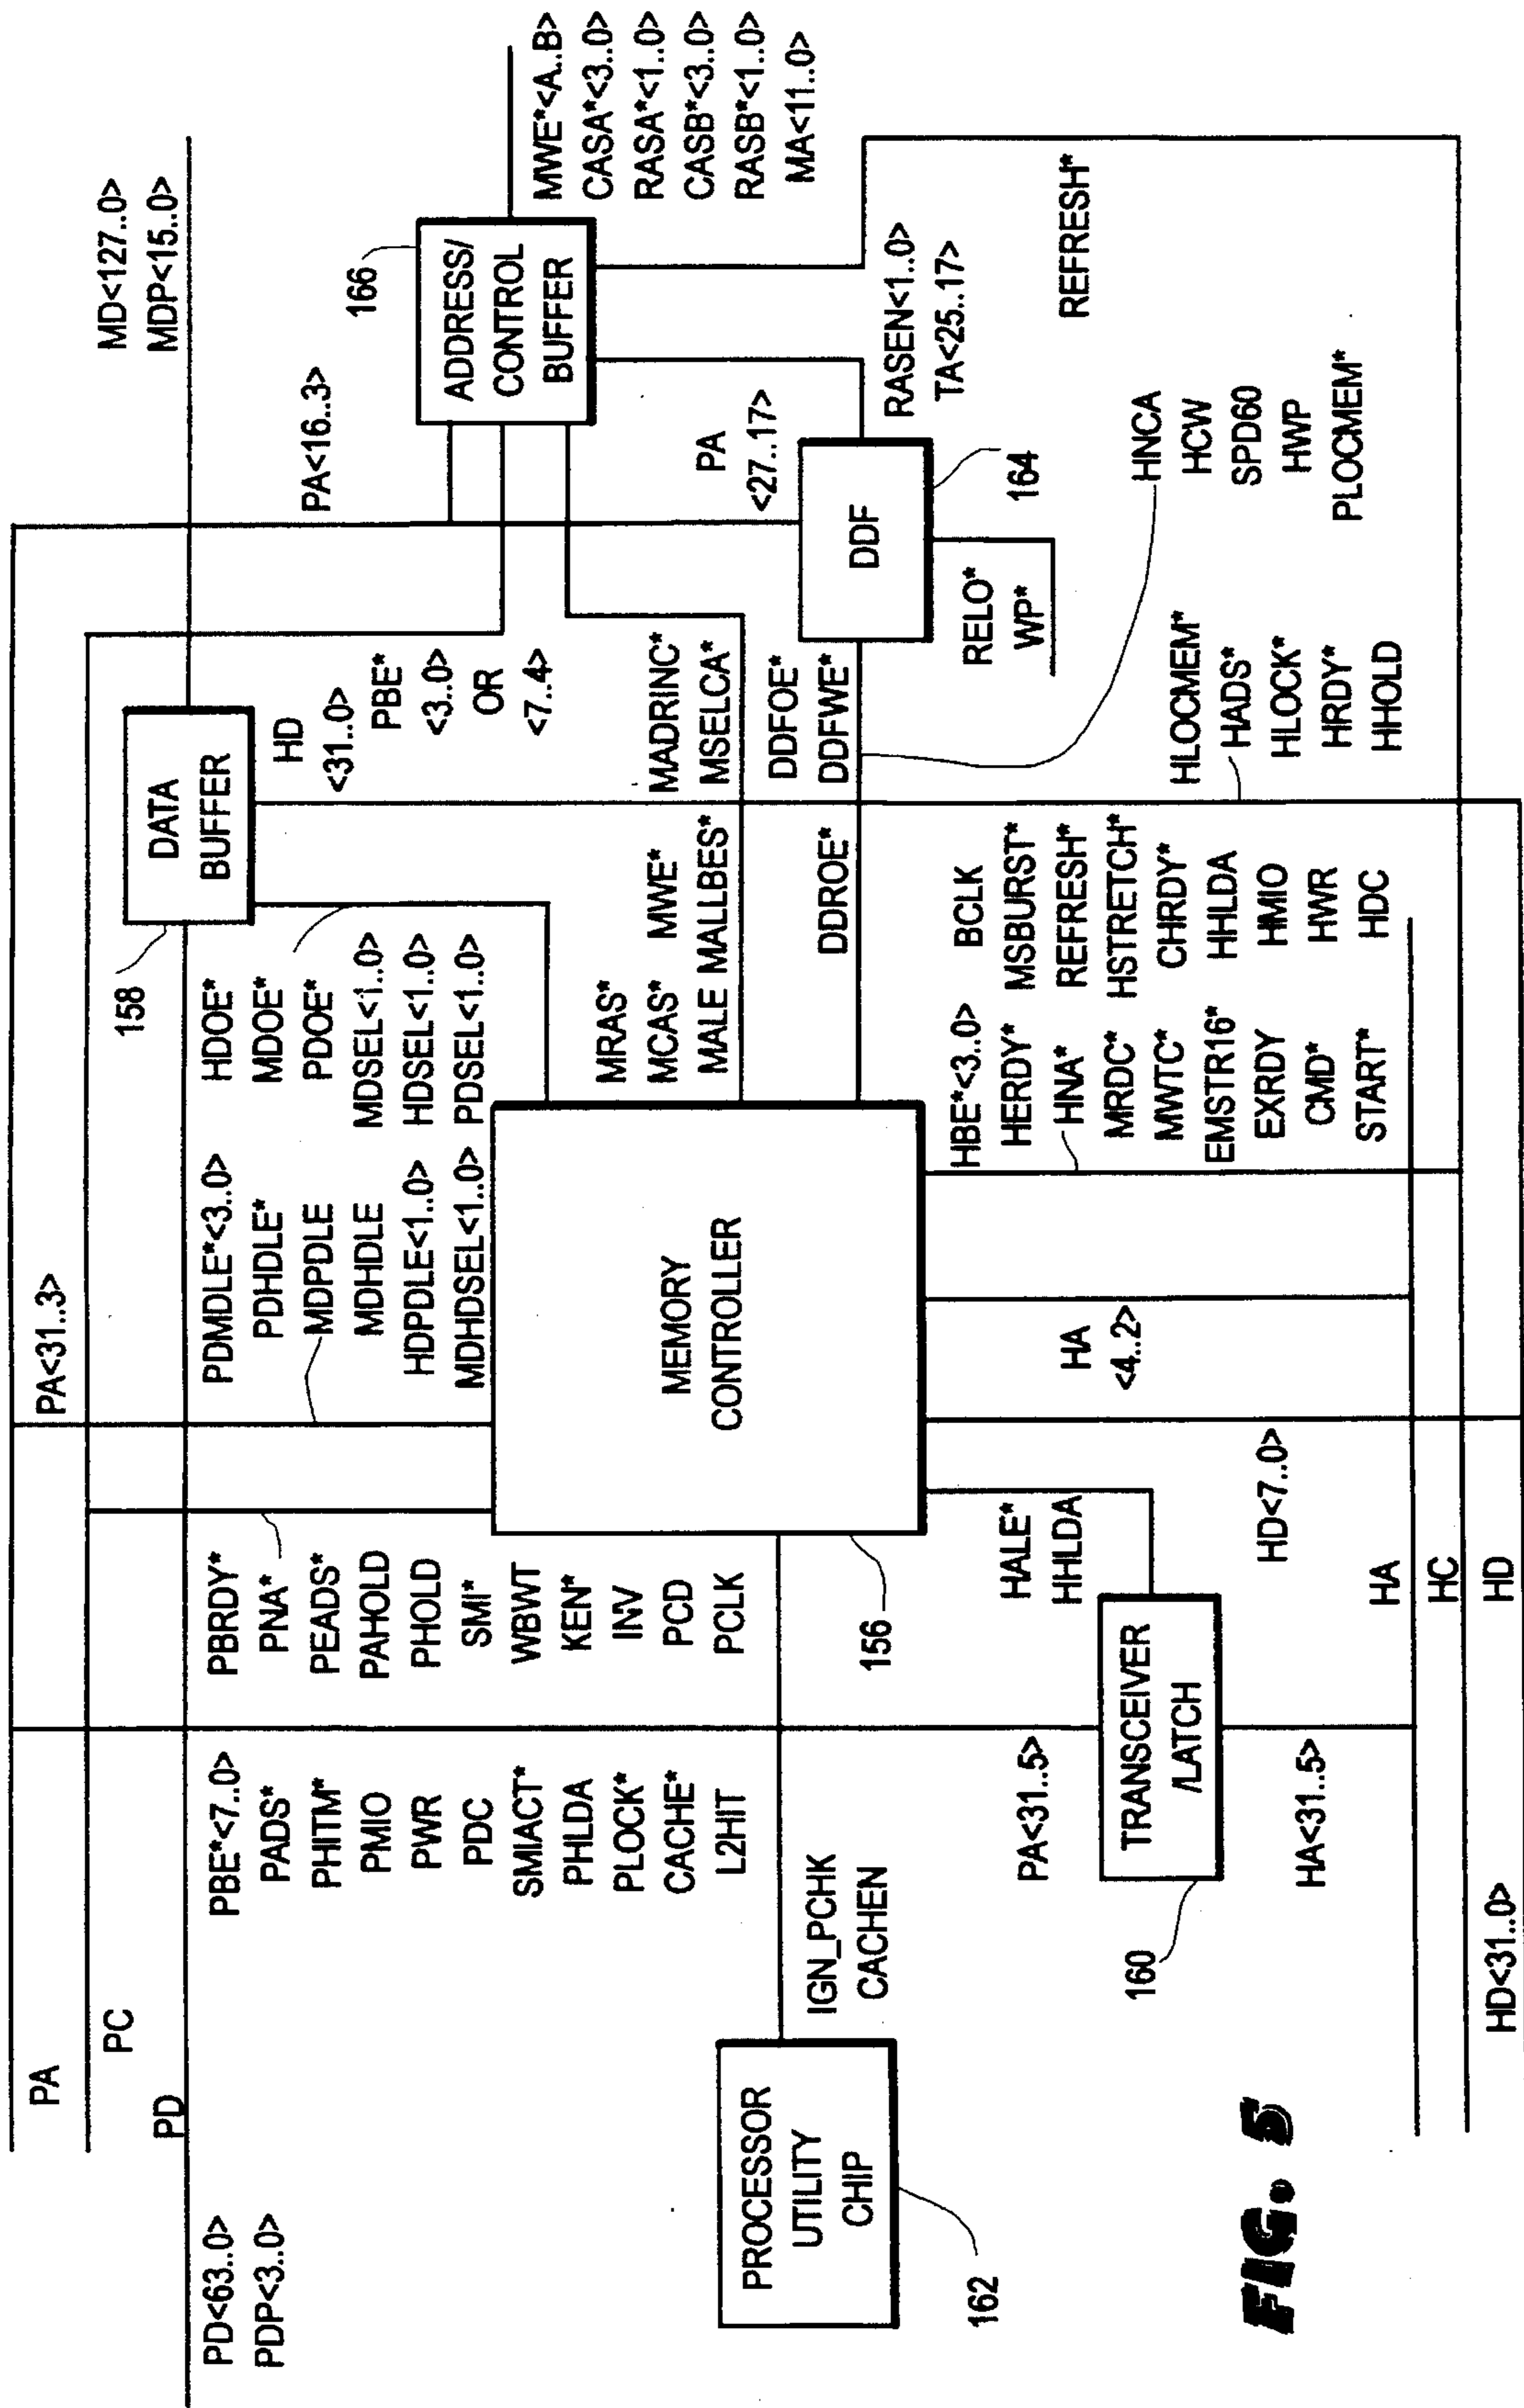 PA
PC
PD
PD<63..0>
PDP<3..0>
PA<31..3>
PA<16..3>
MD<127..0>
MDP<15..0>
158
DATA
BUFFER
HD
<31..0>
PBE*
<3..0>
OR
<7..4>
166
ADDRESS/
CONTROL
BUFFER
MWE*<A..B>
CASA*<3..0>
RASA*<1..0>
CASB*<3..0>
RASB*<1..0>
MA<11..0>
PBE*<7..0>
PADS*
PHITM*
PMIO
PWR
PDC
SMIACT*
PHLDA
PLOCK*
CACHE*
L2HIT
PBRDY*
PNA*
PEADS*
PAHOLD
PHOLD
SMI*
WBWT
KEN*
INV
PCD
PCLK
PDMDLE*<3..0>
PDHDLE*
MDPDLE
MDHDLE
HDPDLE<1..0>
MDHDSEL<1..0>
HDOE*
MDOE*
PDOE*
MDSEL<1..0>
HDSEL<1..0>
PDSEL<1..0>
MRAS*
MCAS* MWE*
MALE MALLBES*
MADRINC*
MSELCA*
PA
<27..17>
DDROE*
DDFOE*
DDFWE*
DDF
164
RELO*
WP*
RASEN<1..0>
TA<25..17>
REFRESH*
PROCESSOR
UTILITY
CHIP
162
IGN_PCHK
CACHEN
MEMORY
CONTROLLER
156
PA<31..5>
TRANSCEIVER
/LATCH
160
HA<31..5>
HALE*
HHLDA
HD<7..0>
HA
<4..2>
HBE*<3..0>
HERDY*
HNA*
MRDC*
MWTC*
EMSTR16*
EXRDY
CMD*
START*
BCLK
MSBURST*
REFRESH*
HSTRETCH*
CHRDY*
HHLDA
HMIO
HWR
HDC
HLOCMEM*
HADS*
HLOCK*
HRDY*
HHOLD
HNCA
HCW
SPD60
HWP
PLOCMEM*
HA
HC
HD
HD<31..0>
FIG. 5